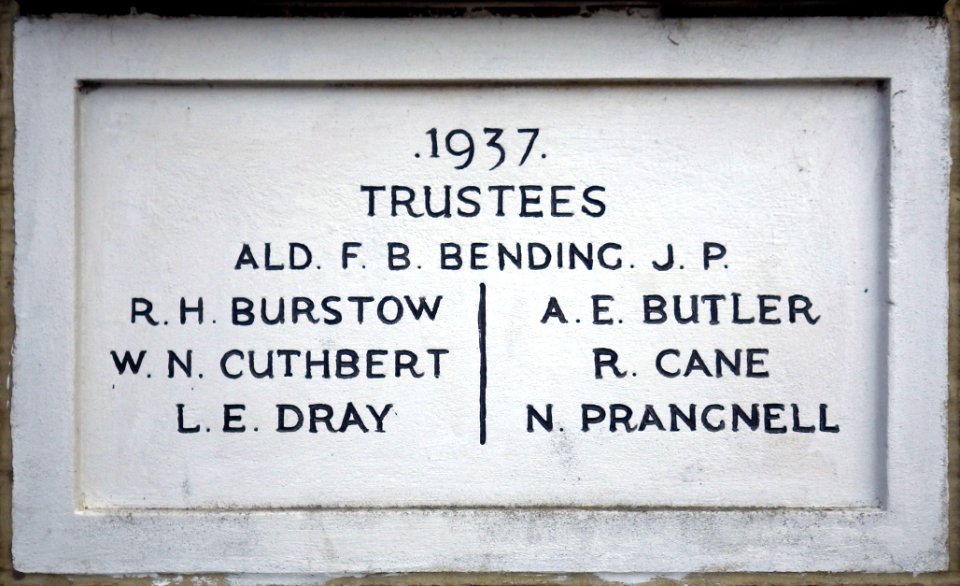 .1937.
TRUSTEES
ALD. F. B. BENDING. J. P.
R. H. BURSTOW
W. N. CUTHBERT
L. E. DRAY
A. E. BUTLER
R. CANE
N. PRANGNELL